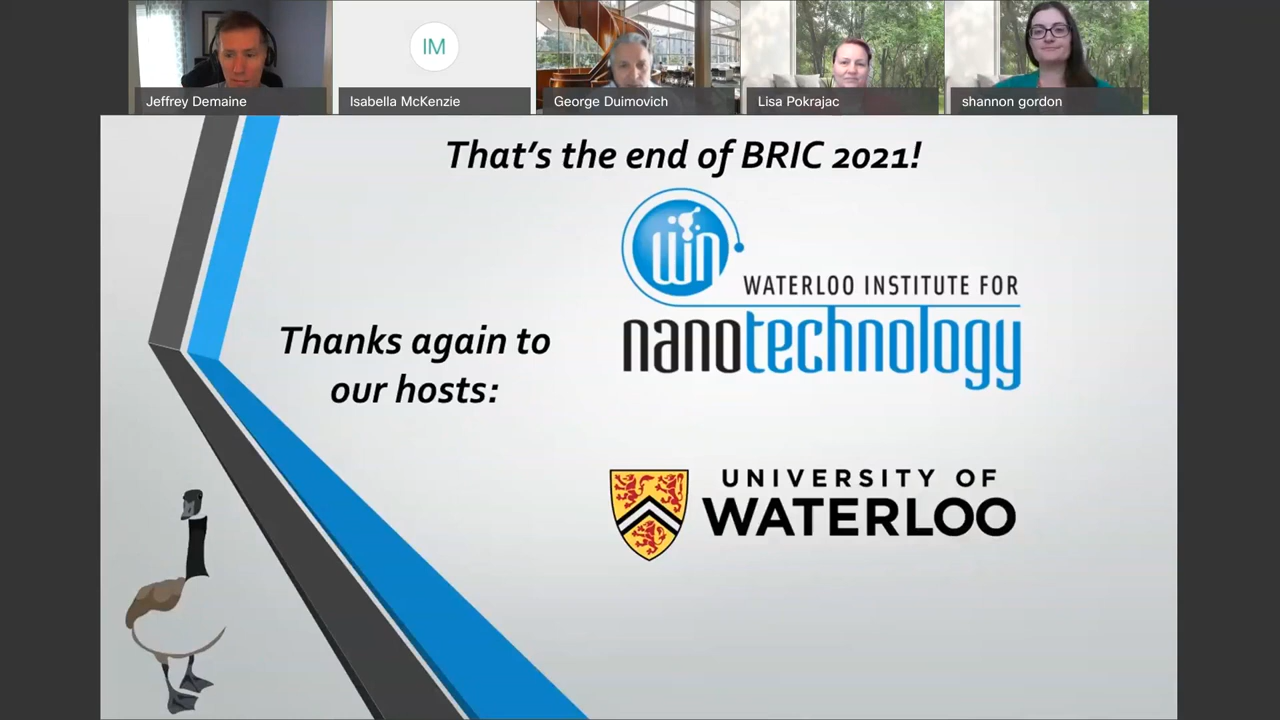 IM
Jeffrey Demaine
Isabella McKenzie
George Duimovich
Lisa Pokrajac
shannon gordon
That's the end of BRIC 2021!
win
WATERLOO INSTITUTE FOR
nanotechnology
Thanks again to
our hosts:
UNIVERSITY OF
WATERLOO